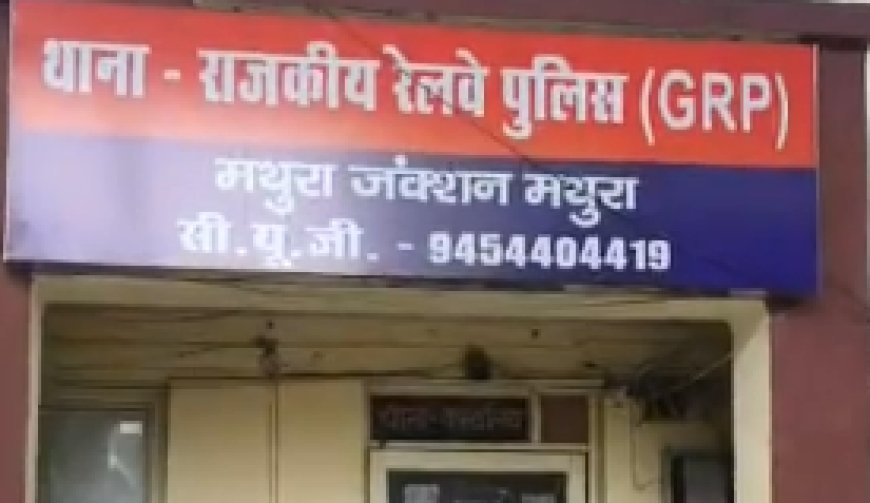 थाना - राजकीय रेलवे पुलिस (GRP)
मथुरा जंक्शन मथुरा
सी.यू.जी. - 9454404419
थाना